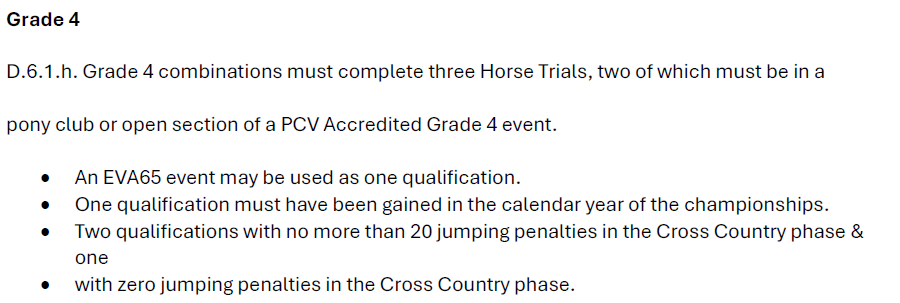 Grade 4
D.6.1.h. Grade 4 combinations must complete three Horse Trials, two of which must be in a
pony club or open section of a PCV Accredited Grade 4 event.
• An EVA65 event may be used as one qualification.
• One qualification must have been gained in the calendar year of the championships.
• Two qualifications with no more than 20 jumping penalties in the Cross Country phase &
one
• with zero jumping penalties in the Cross Country phase.